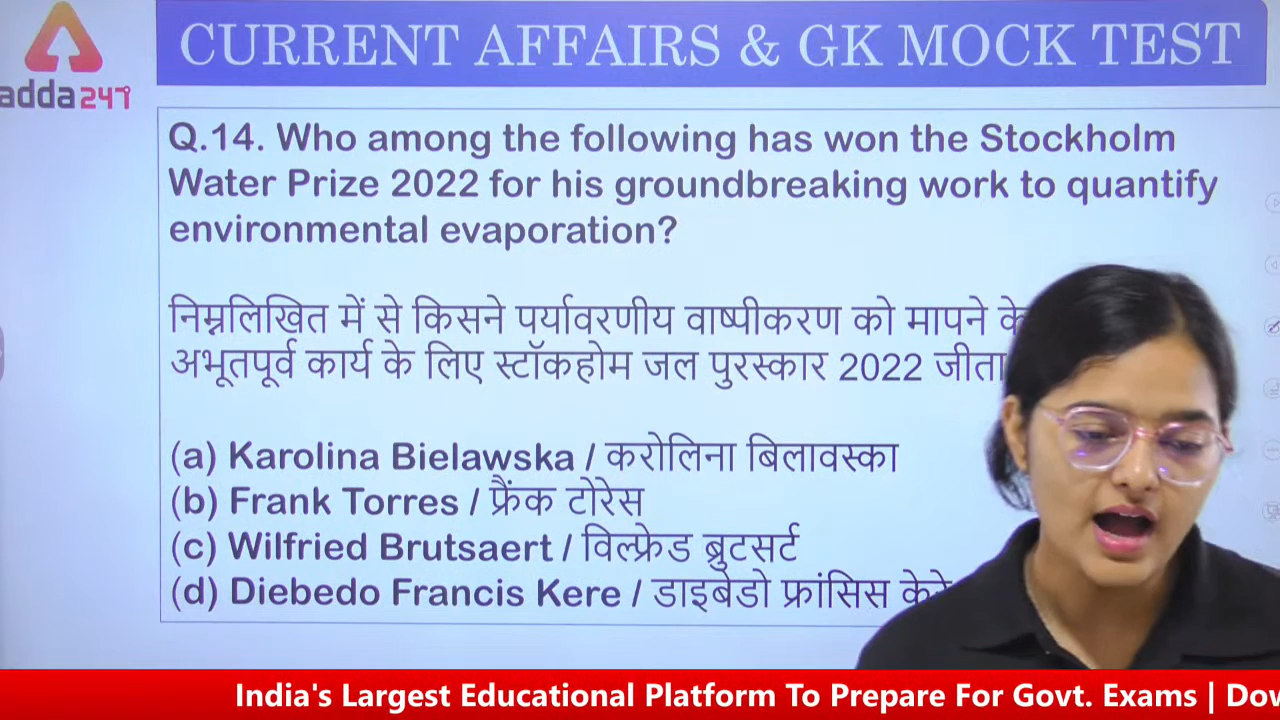 CURRENT AFFAIRS & GK MOCK TEST
adda247
Q.14. Who among the following has won the Stockholm
Water Prize 2022 for his groundbreaking work to quantify
environmental evaporation?
निम्नलिखित में से किसने पर्यावरणीय वाष्पीकरण को मापने के
अभूतपूर्व कार्य के लिए स्टॉकहोम जल पुरस्कार 2022 जीता
(a) Karolina Bielawska / करोलिना बिलावस्का
(b) Frank Torres / फ्रैंक टोरेस
(c) Wilfried Brutsaert / विल्फ्रेड ब्रुटसर्ट
(d) Diebedo Francis Kere / डाइबेडो फ्रांसिस
India's Largest Educational Platform To Prepare For Govt. Exams |